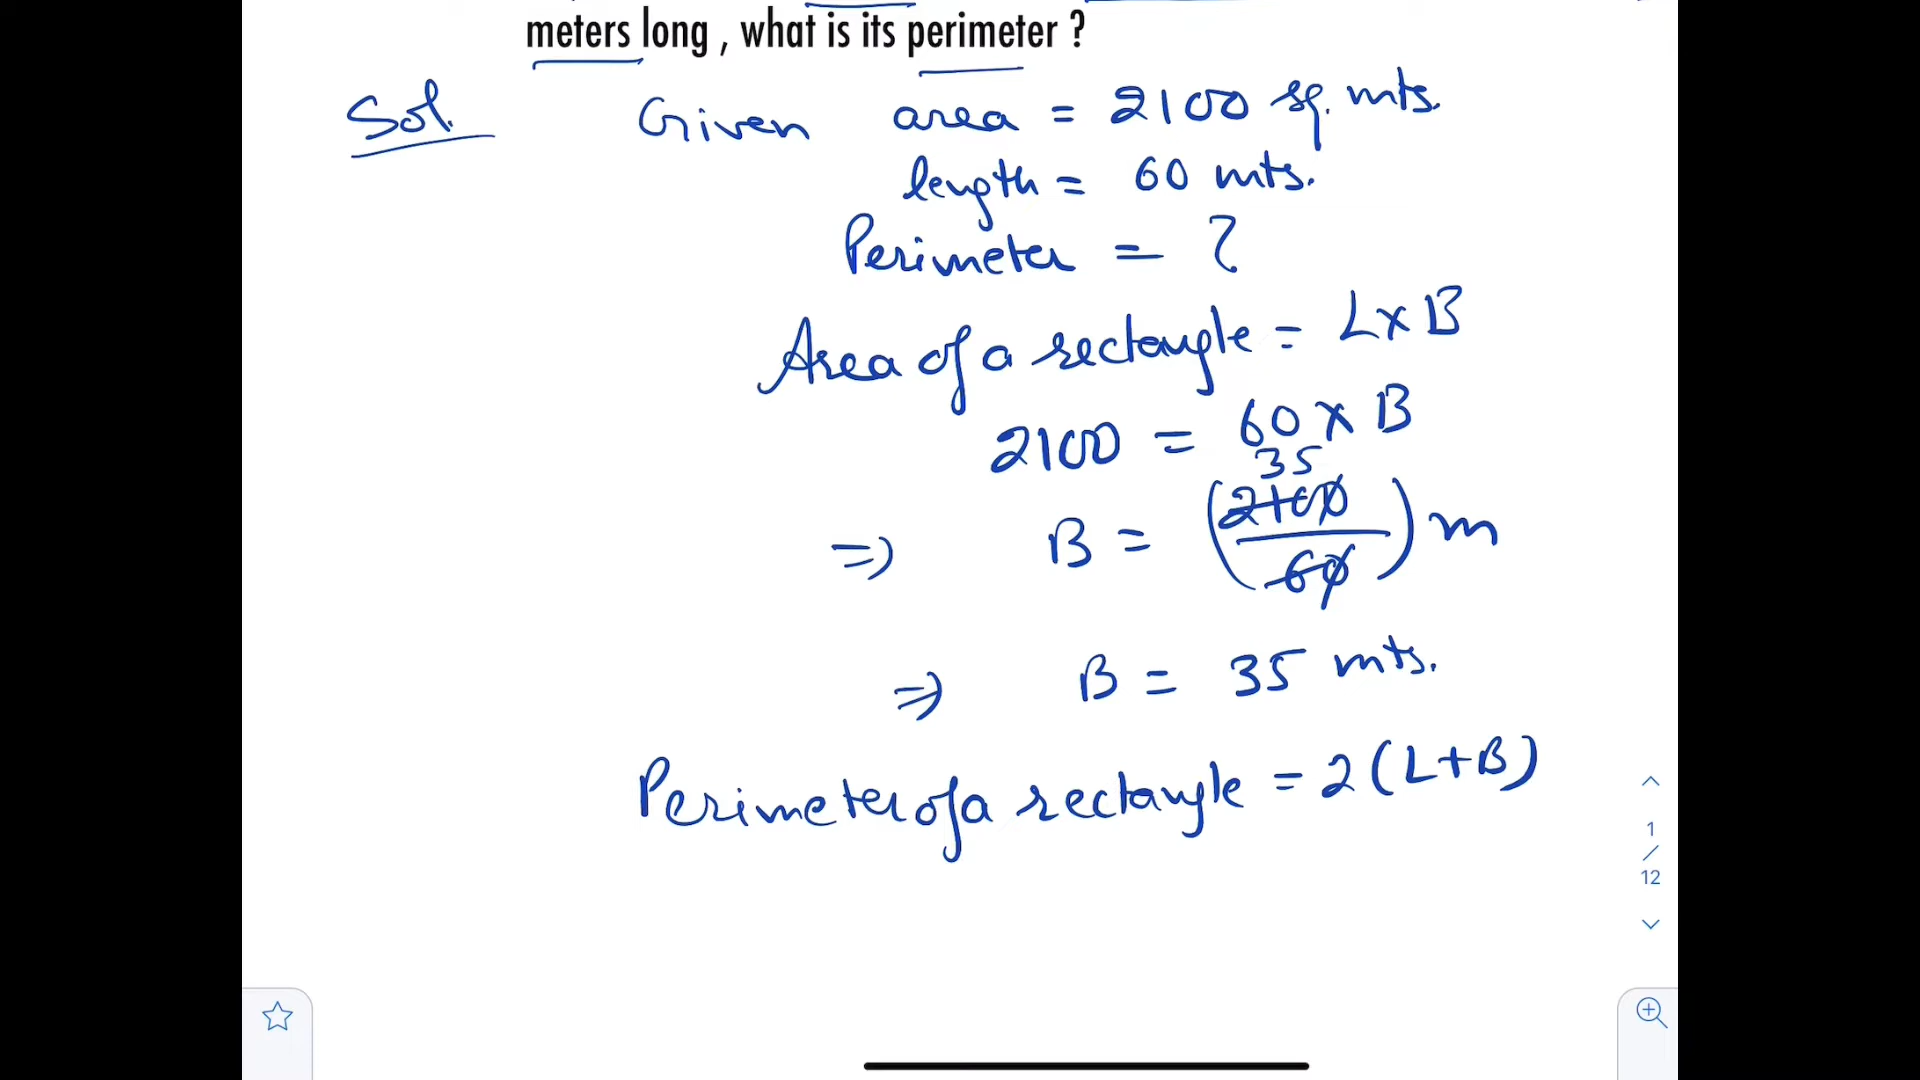 meters long , what is its perimeter ?
Sol. Given area = 2100 sq. mts.
length = 60 mts.
Perimeter = ?
Area of a rectangle = L x B
2100 = 60 x B
35
=> B = (2100/60) m
=> B = 35 mts.
Perimeter of a rectangle = 2 (L+B)
1
/
12